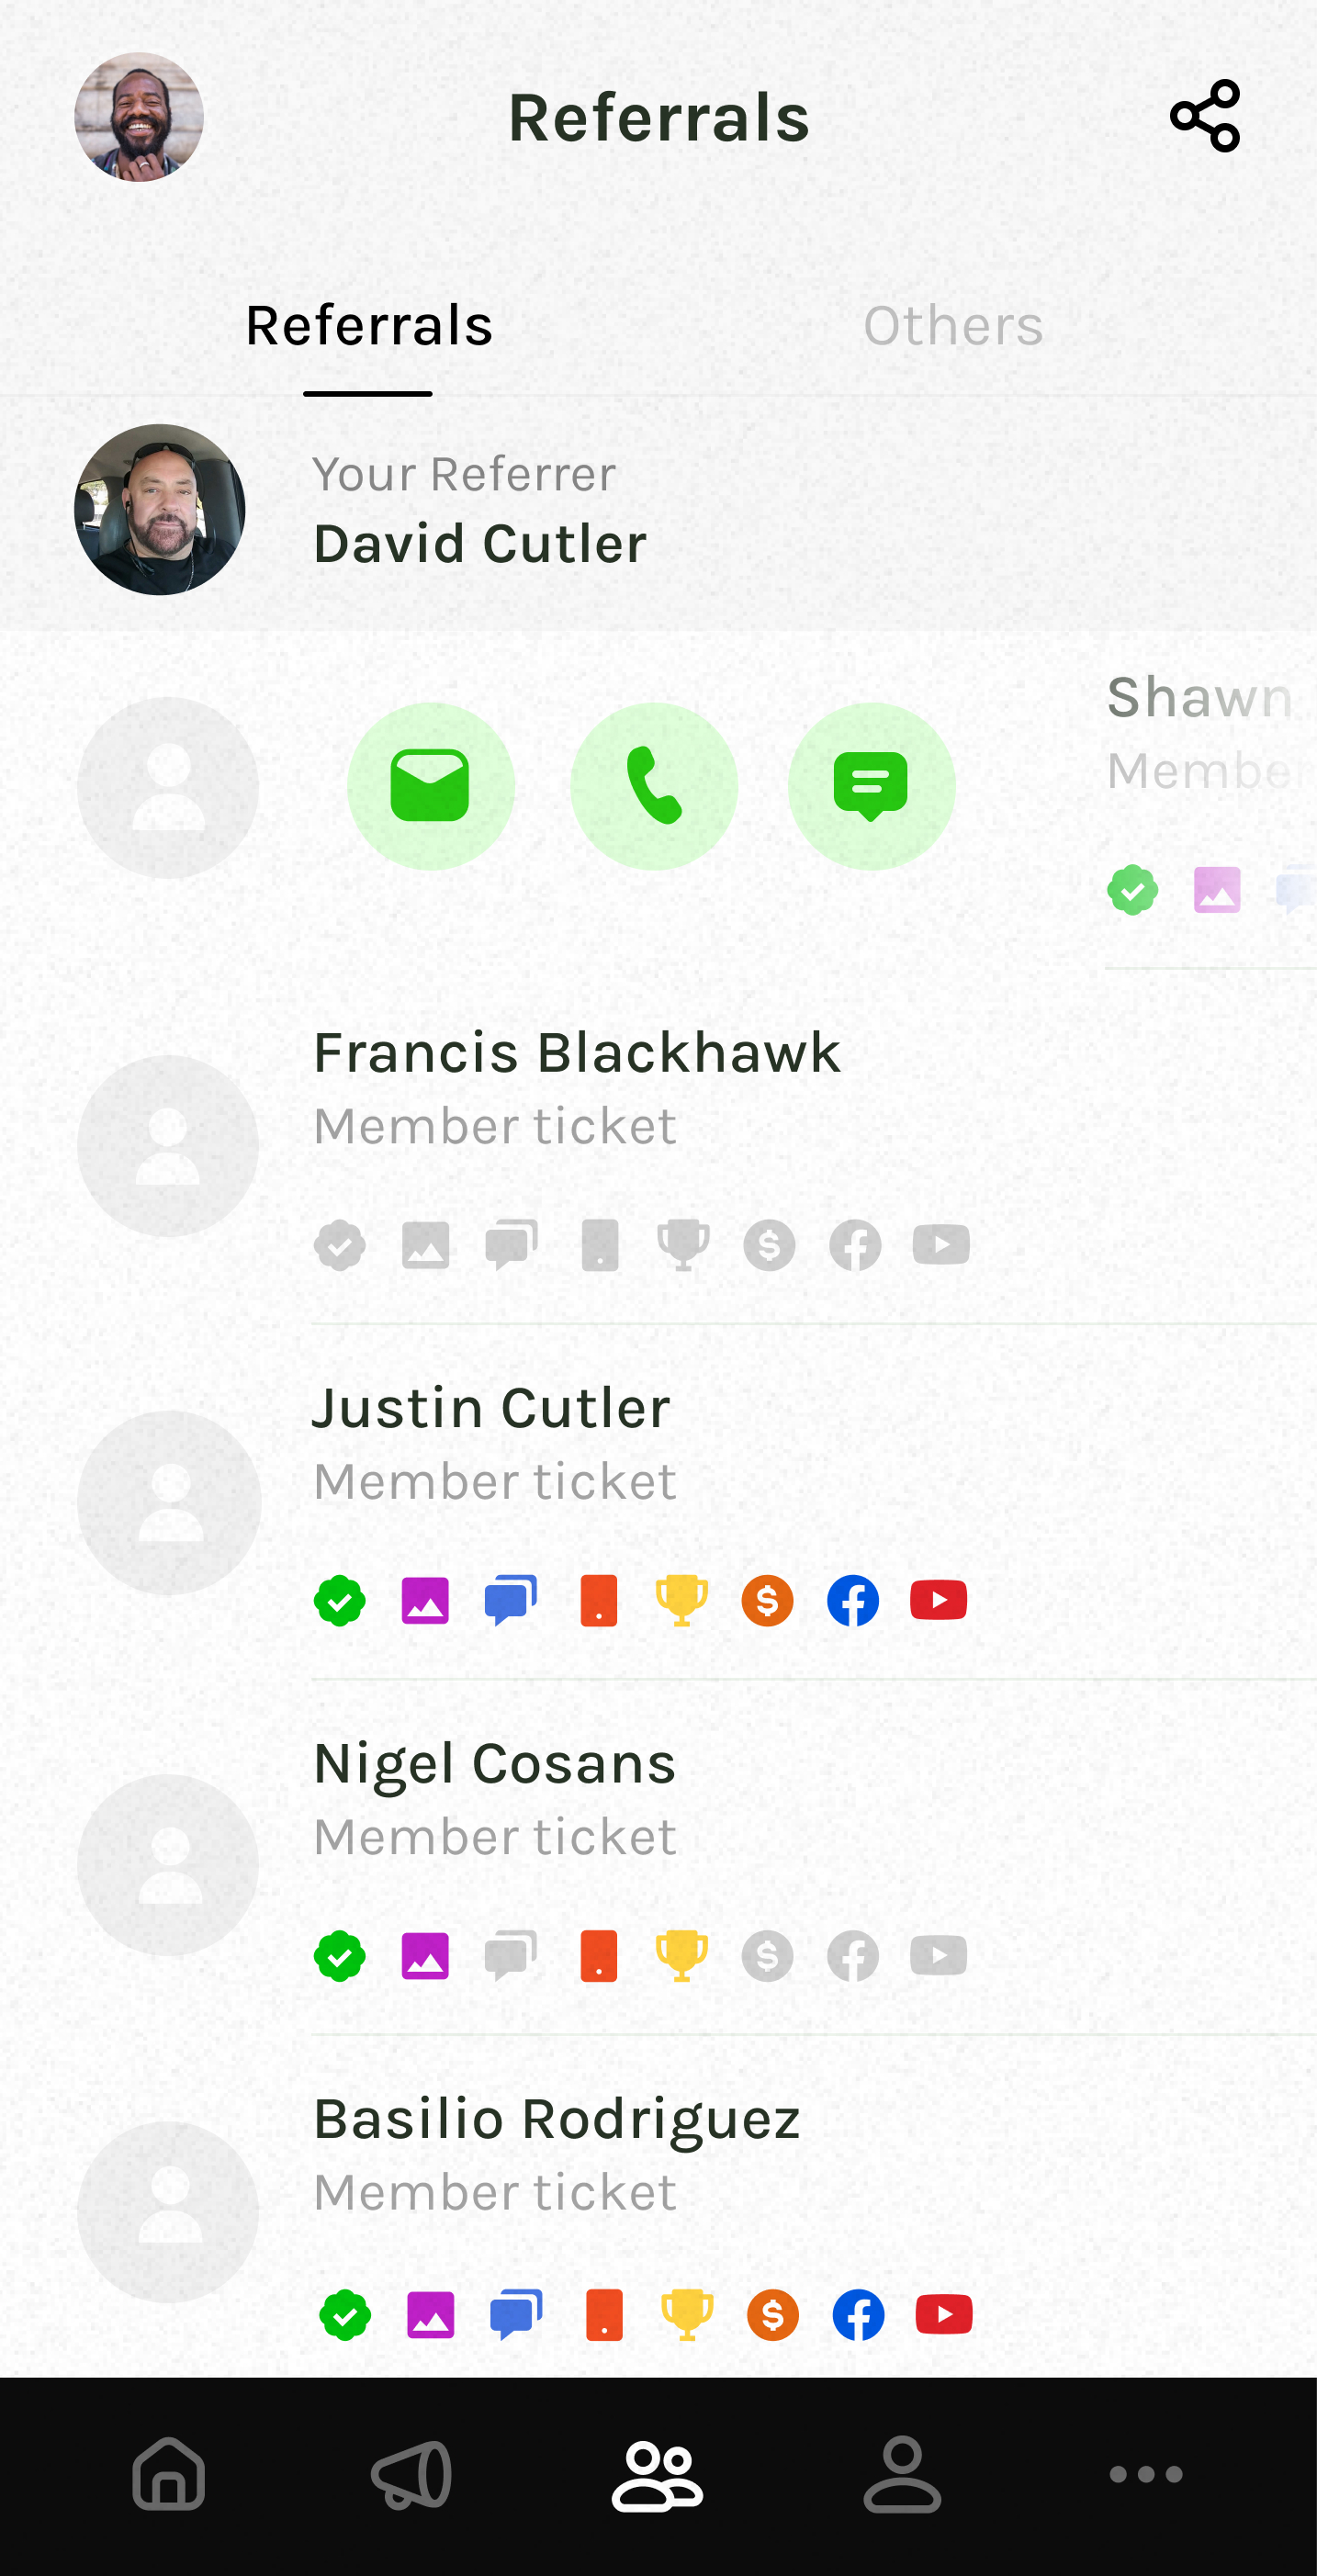 Referrals
Referrals
Others
Your Referrer
David Cutler
Shawn
Membe
Francis Blackhawk
Member ticket
Justin Cutler
Member ticket
Nigel Cosans
Member ticket
Basilio Rodriguez
Member ticket